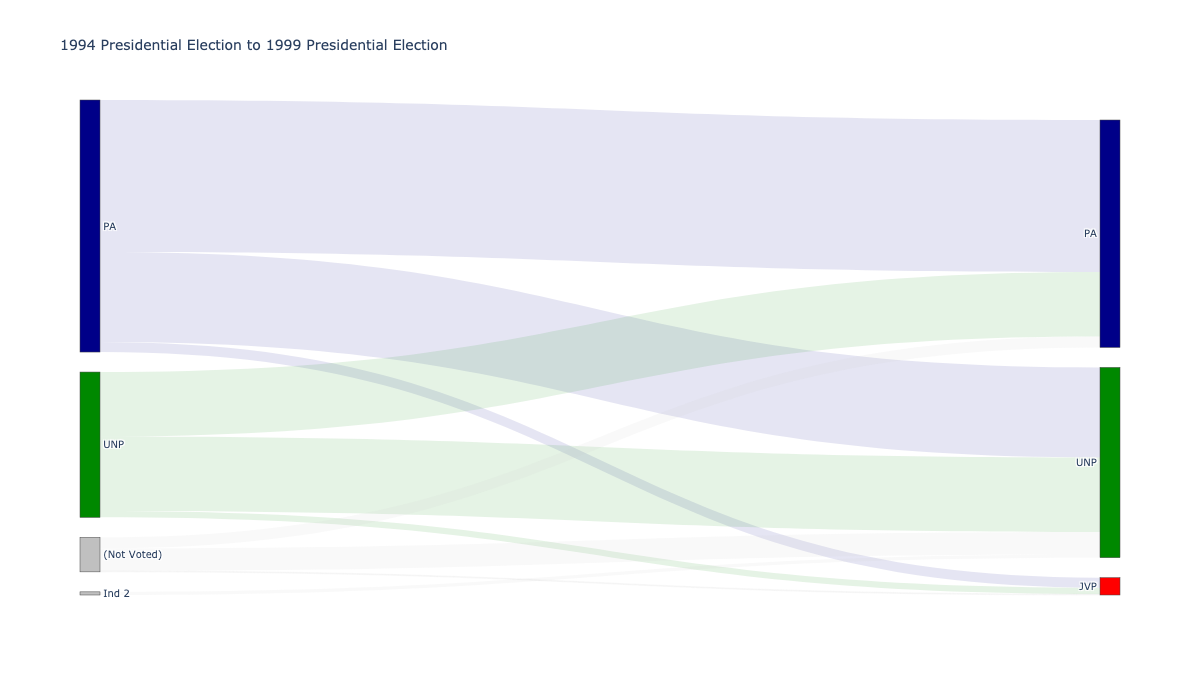 1994 Presidential Election to 1999 Presidential Election
PA
PA
UNP
UNP
(Not Voted)
JVP
Ind 2